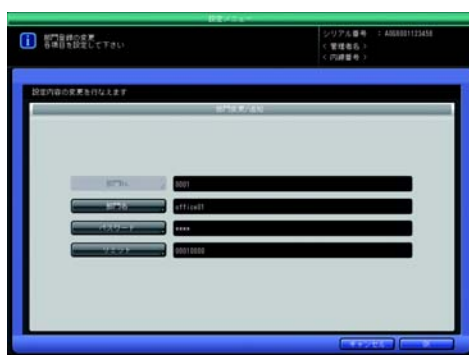 設定メニュー
部門登録の変更
各項目を設定して下さい
シリアル番号 : A0G6001123456
< 管理者名 >
< 内線番号 >
設定内容の変更を行なえます
部門変更/追加
部門No. 0001
部門名 office01
パスワード ****
リミット 00010000
キャンセル OK